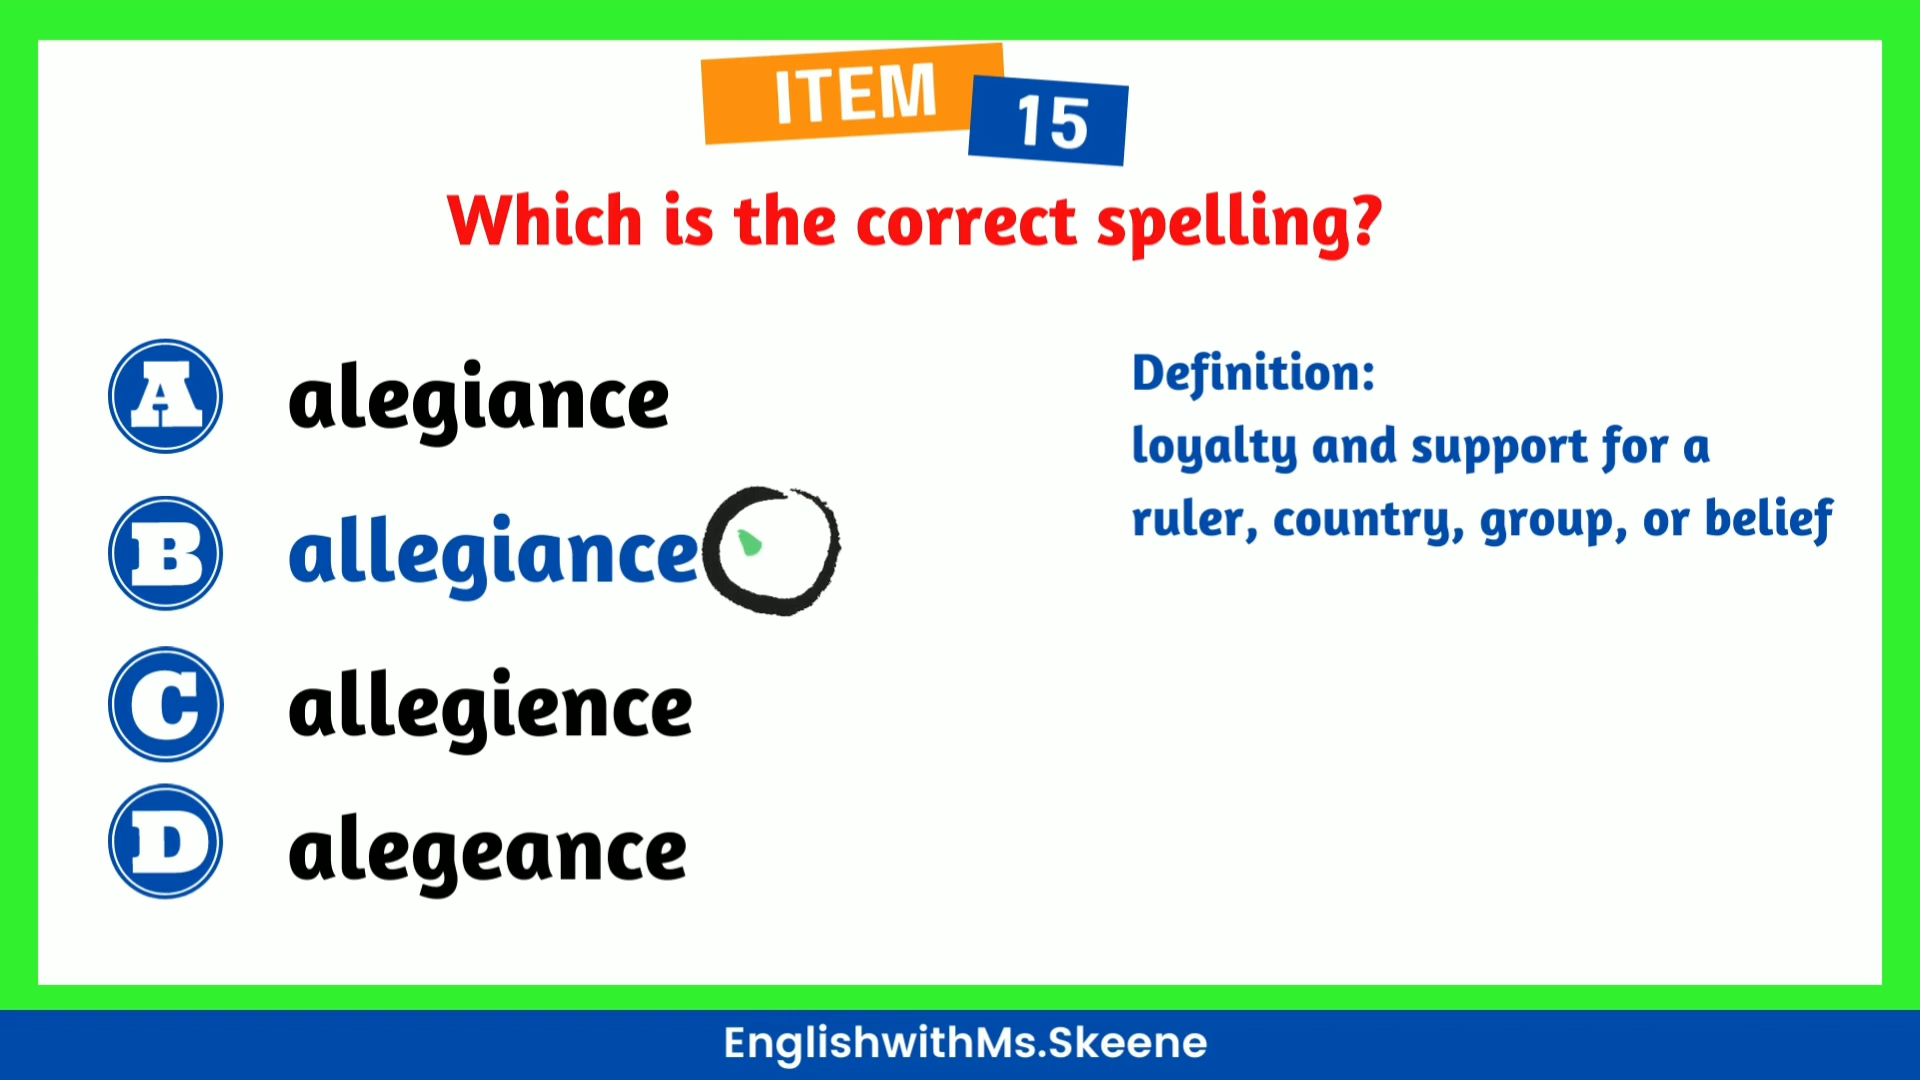 ITEM 15
Which is the correct spelling?
A alegiance
B allegiance
C allegience
D alegeance
Definition:
loyalty and support for a
ruler, country, group, or belief
EnglishwithMs.Skeene